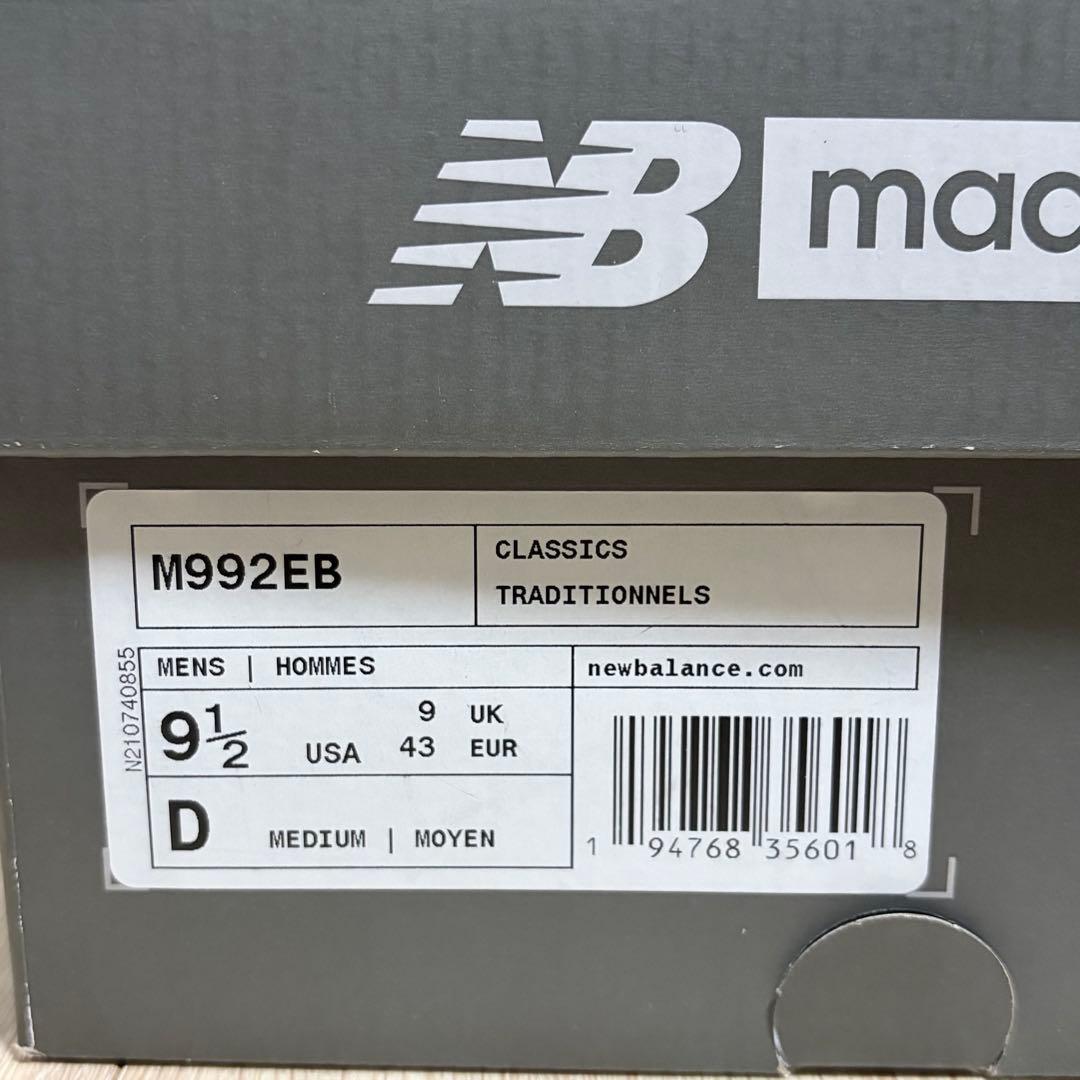 NB mad
M992EB
CLASSICS
TRADITIONNELS
N210740855
MENS | HOMMES
newbalance.com
9½ USA
9 UK
43 EUR
D MEDIUM | MOYEN
1 94768 35601 8